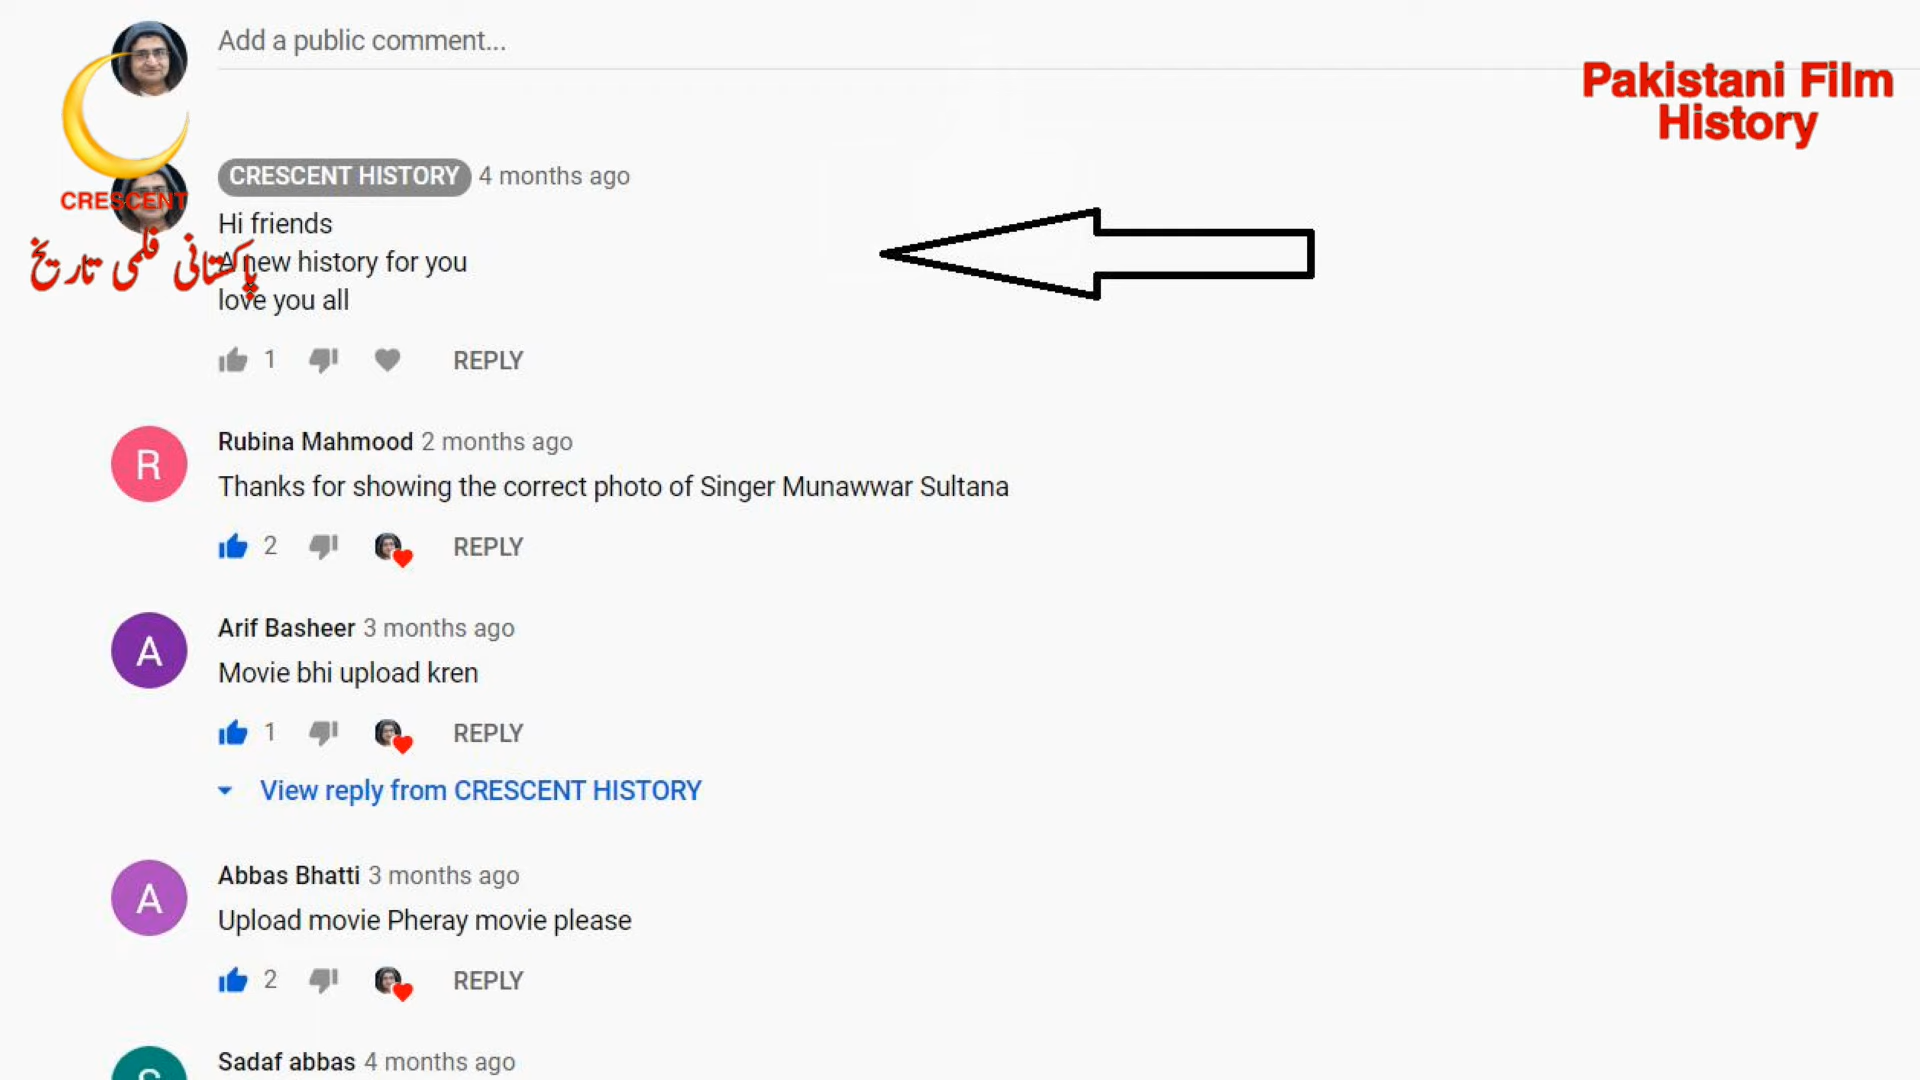 Add a public comment...
Pakistani Film
History
CRESCENT HISTORY 4 months ago
CRESCENT
Hi friends
A new history for you
پاکستانی فلمی تاریخ
love you all
1 REPLY
R
Rubina Mahmood 2 months ago
Thanks for showing the correct photo of Singer Munawwar Sultana
2 REPLY
A
Arif Basheer 3 months ago
Movie bhi upload kren
1 REPLY
View reply from CRESCENT HISTORY
A
Abbas Bhatti 3 months ago
Upload movie Pheray movie please
2 REPLY
Sadaf abbas 4 months ago